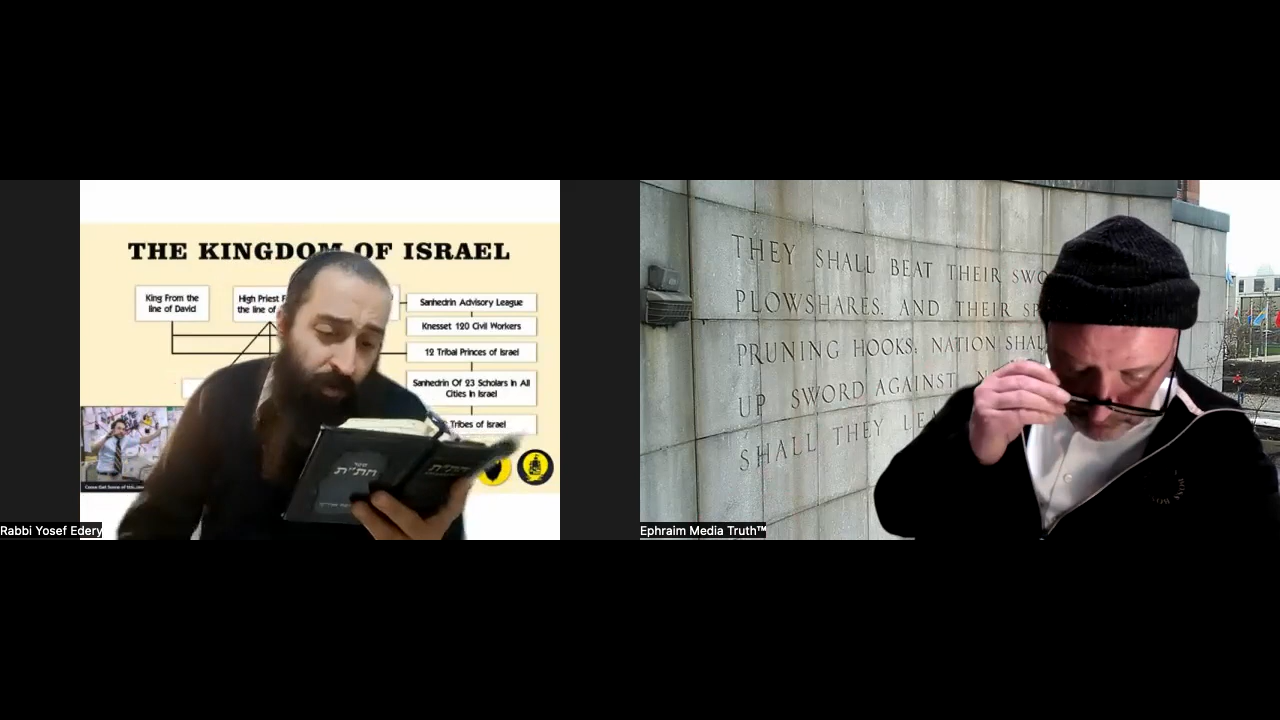 THE KINGDOM OF ISRAEL
King From the
line of David
High Priest F
the line of
Sanhedrin Advisory League
Knesset 120 Civil Workers
12 Tribal Princes of Israel
Sanhedrin Of 23 Scholars In All
Cities In Israel
Tribes of Israel
חת״ת
חת״ת
Rabbi Yosef Edery
THEY SHALL BEAT THEIR SWO
PLOWSHARES. AND THEIR SP
PRUNING HOOKS: NATION SHAL
UP SWORD AGAINST N
SHALL THEY LE
Ephraim Media Truth™